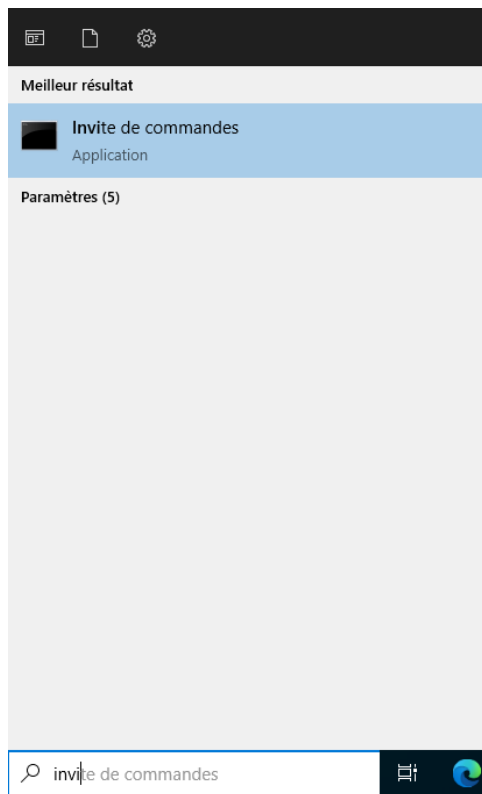 Meilleur résultat
Invite de commandes
Application
Paramètres (5)
invite de commandes